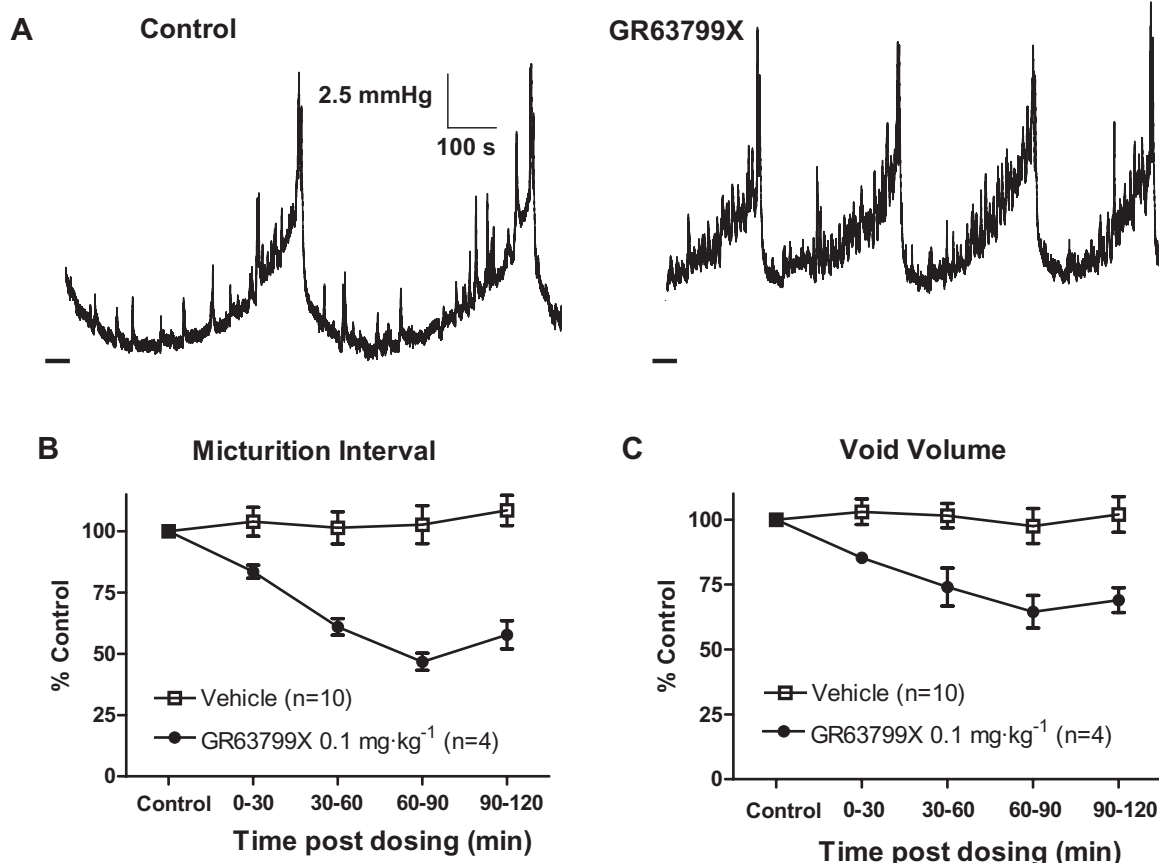 A
Control
GR63799X
2.5 mmHg
100 s
B
Micturition Interval
% Control
100
75
50
25
0
Vehicle (n=10)
GR63799X 0.1 mg·kg⁻¹ (n=4)
Control 0-30 30-60 60-90 90-120
Time post dosing (min)
C
Void Volume
% Control
100
75
50
25
0
Vehicle (n=10)
GR63799X 0.1 mg·kg⁻¹ (n=4)
Control 0-30 30-60 60-90 90-120
Time post dosing (min)